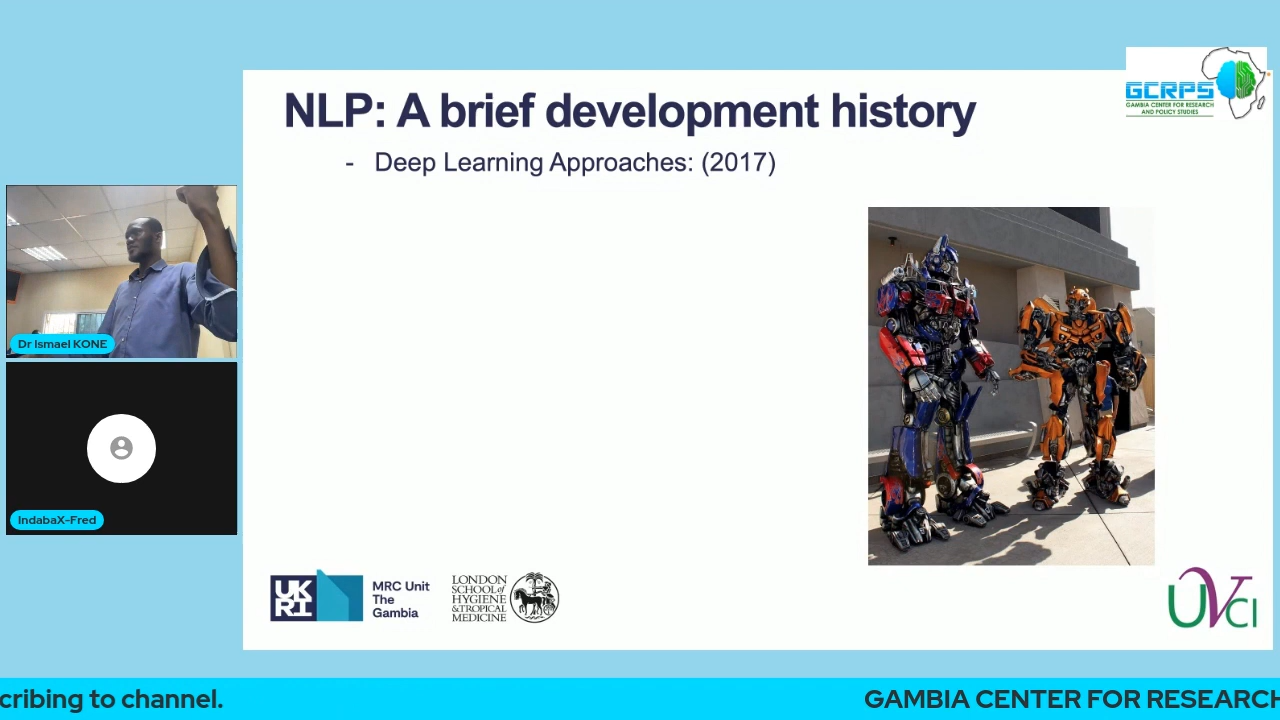 GCRPS
GAMBIA CENTER FOR RESEARCH
AND POLICY STUDIES
NLP: A brief development history
- Deep Learning Approaches: (2017)
Dr Ismael KONE
IndabaX-Fred
UK
RI
MRC Unit
The
Gambia
LONDON
SCHOOL of
HYGIENE
& TROPICAL
MEDICINE
UVCI
cribing to channel.
GAMBIA CENTER FOR RESEARCH